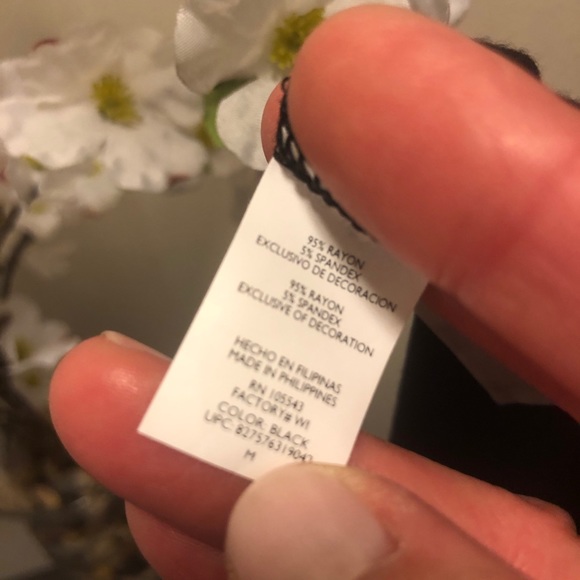 95% RAYON
5% SPANDEX
EXCLUSIVO DE DECORACION
95% RAYON
5% SPANDEX
EXCLUSIVE OF DECORATION
HECHO EN FILIPINAS
MADE IN PHILIPPINES
RN 105543
FACTORY# WI
COLOR: BLACK
UPC:
M